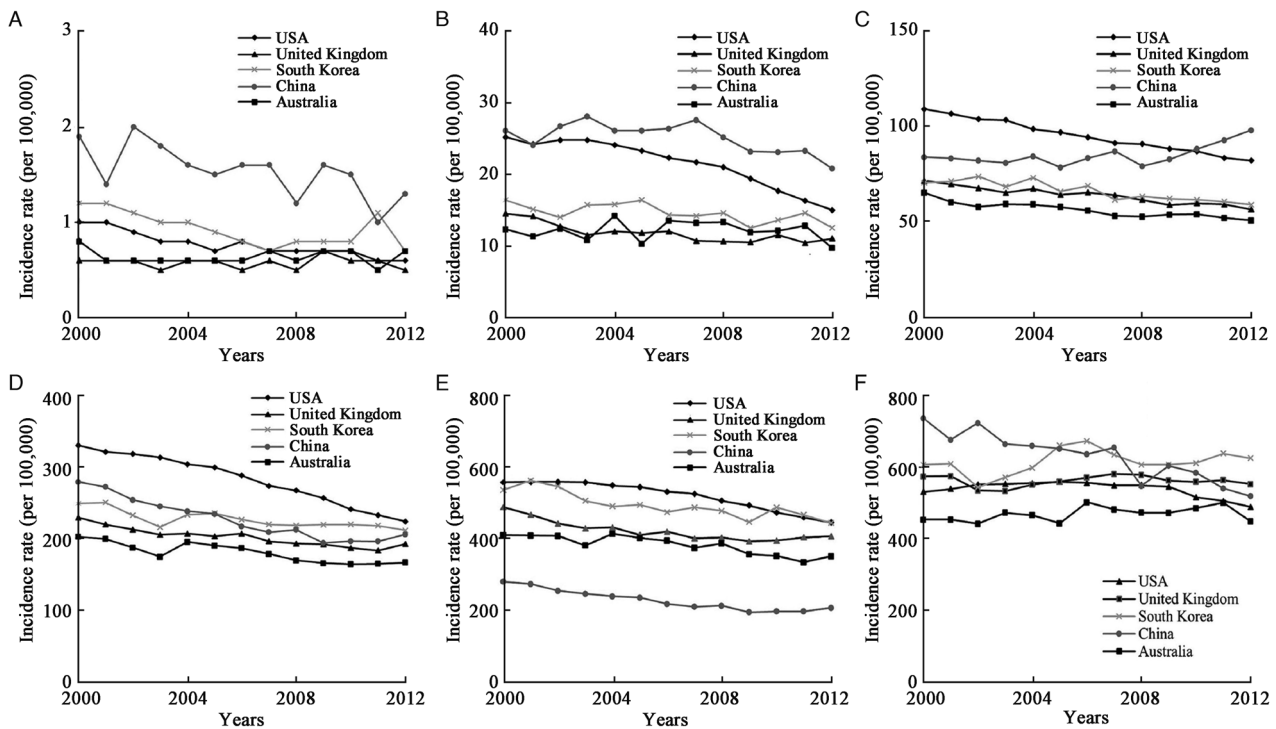 A
Incidence rate (per 100,000)
3
2
1
0
2000 2004 2008 2012
Years
USA
United Kingdom
South Korea
China
Australia
B
Incidence rate (per 100,000)
40
30
20
10
0
2000 2004 2008 2012
Years
USA
United Kingdom
South Korea
China
Australia
C
Incidence rate (per 100,000)
150
100
50
0
2000 2004 2008 2012
Years
USA
United Kingdom
South Korea
China
Australia
D
Incidence rate (per 100,000)
400
300
200
100
0
2000 2004 2008 2012
Years
USA
United Kingdom
South Korea
China
Australia
E
Incidence rate (per 100,000)
800
600
400
200
0
2000 2004 2008 2012
Years
USA
United Kingdom
South Korea
China
Australia
F
Incidence rate (per 100,000)
800
600
400
200
0
2000 2004 2008 2012
Years
USA
United Kingdom
South Korea
China
Australia